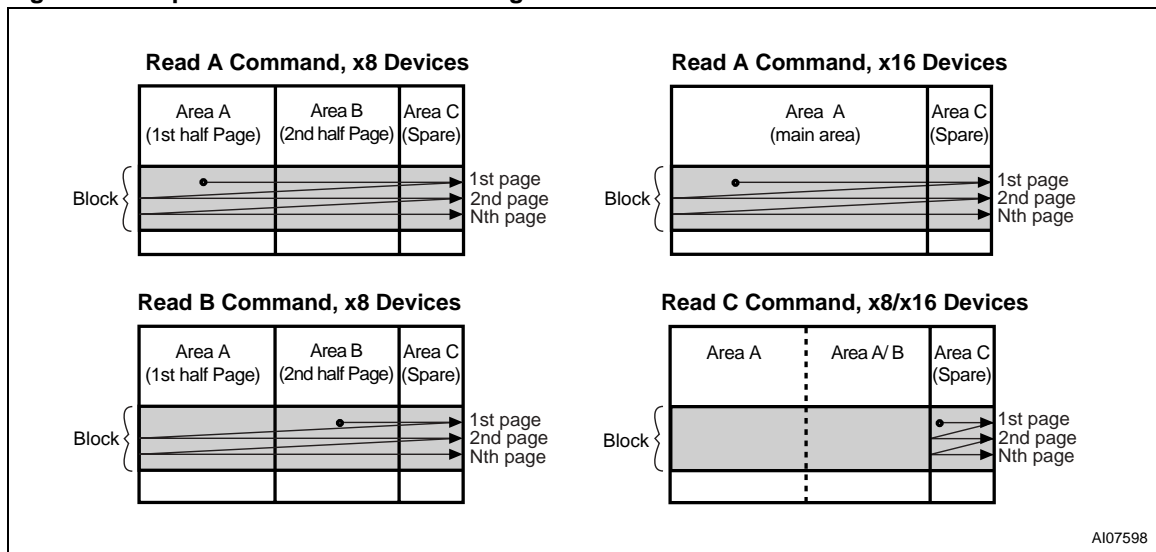 Read A Command, x8 Devices
Area A
(1st half Page)
Area B
(2nd half Page)
Area C
(Spare)
Block
1st page
2nd page
Nth page
Read A Command, x16 Devices
Area A
(main area)
Area C
(Spare)
Block
1st page
2nd page
Nth page
Read B Command, x8 Devices
Area A
(1st half Page)
Area B
(2nd half Page)
Area C
(Spare)
Block
1st page
2nd page
Nth page
Read C Command, x8/x16 Devices
Area A
Area A/ B
Area C
(Spare)
Block
1st page
2nd page
Nth page
AI07598